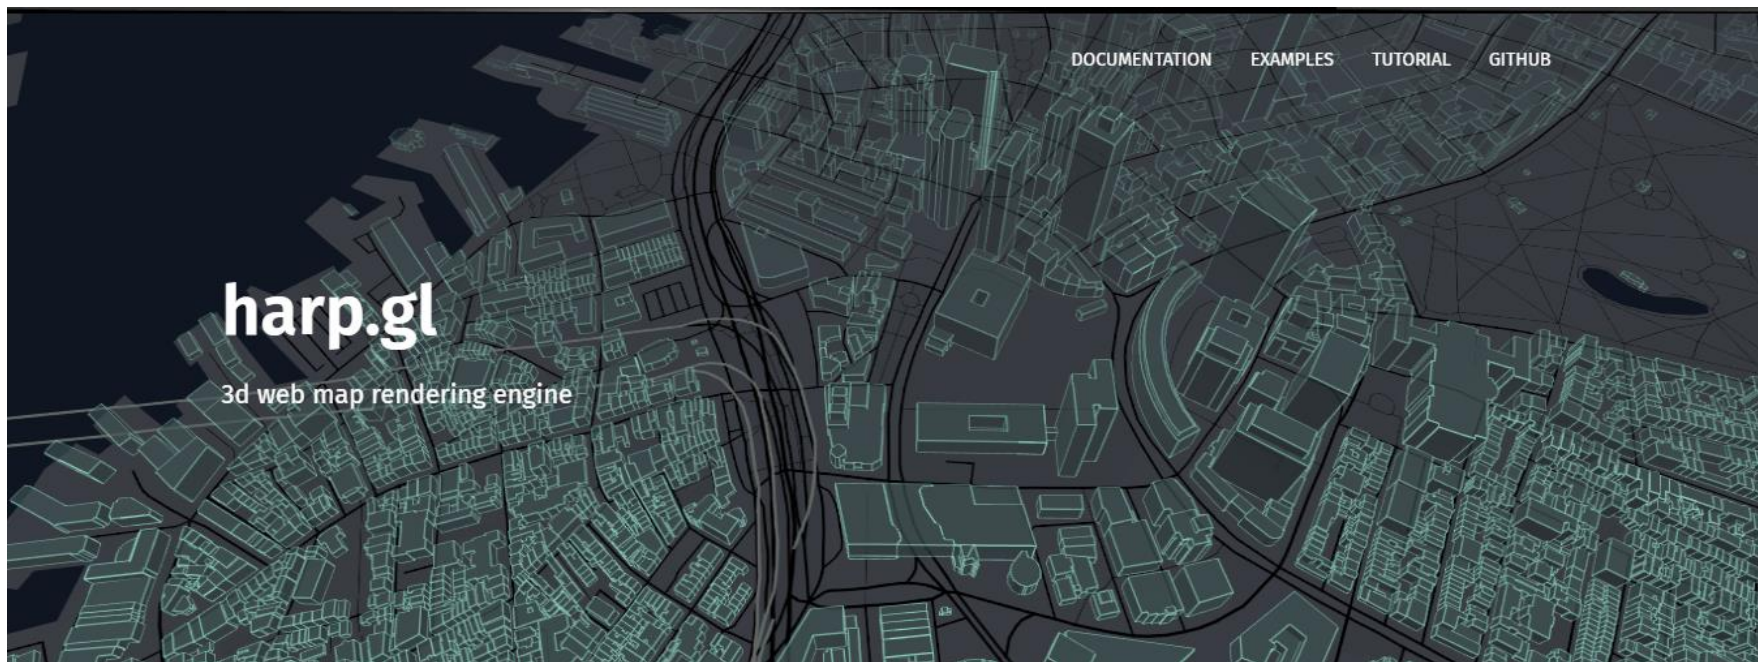 DOCUMENTATION EXAMPLES TUTORIAL GITHUB
harp.gl
3d web map rendering engine